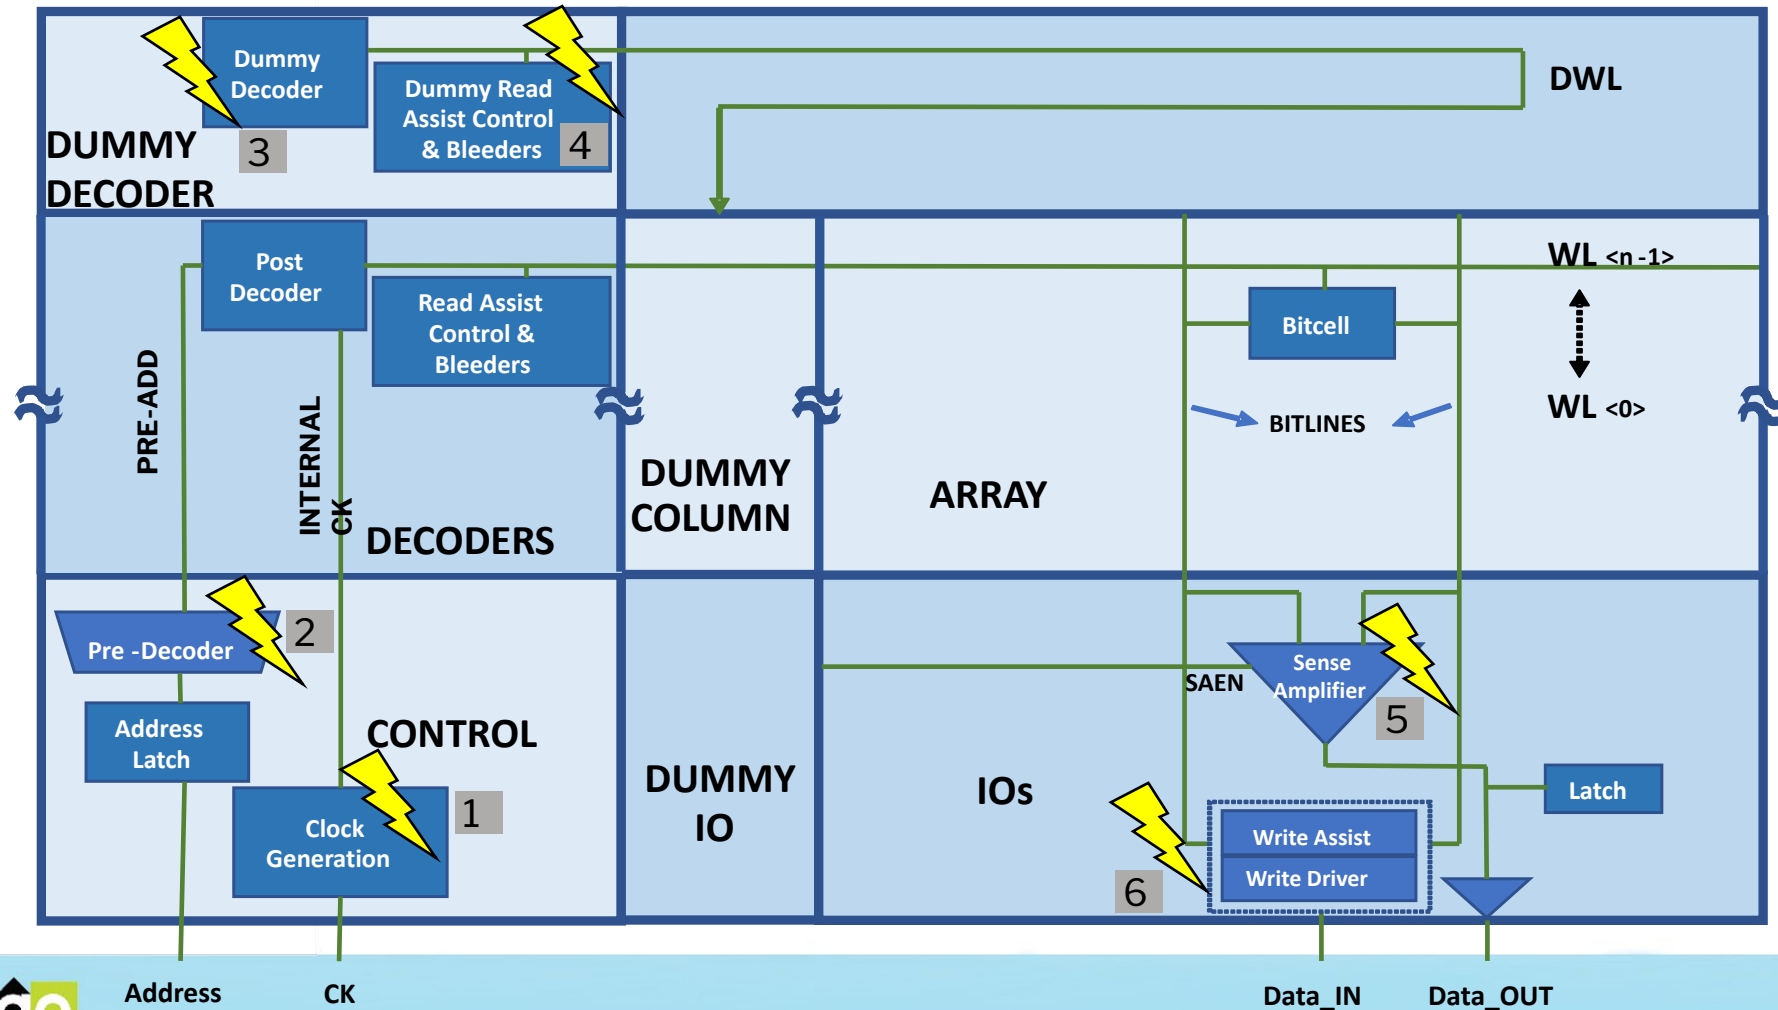 Dummy
Decoder
Dummy Read
Assist Control
& Bleeders
3
4
DUMMY
DECODER
DWL
Post
Decoder
Read Assist
Control &
Bleeders
PRE-ADD
INTERNAL
CK
DECODERS
DUMMY
COLUMN
ARRAY
Bitcell
BITLINES
WL <n -1>
WL <0>
Pre -Decoder
2
Address
Latch
CONTROL
Clock
Generation
1
DUMMY
IO
IOs
SAEN
Sense
Amplifier
5
Latch
Write Assist
Write Driver
6
Address
CK
Data_IN
Data_OUT